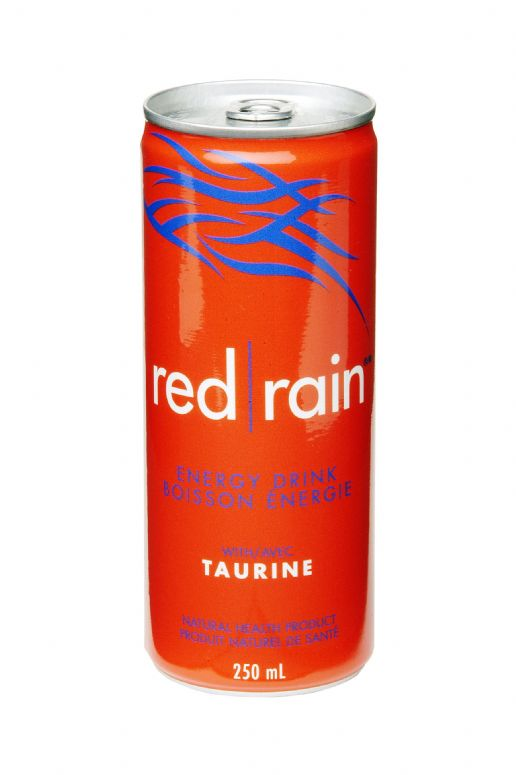 red|rain
ENERGY DRINK
BOISSON ÉNERGIE
WITH/AVEC
TAURINE
NATURAL HEALTH PRODUCT
PRODUIT NATUREL DE SANTÉ
250 mL